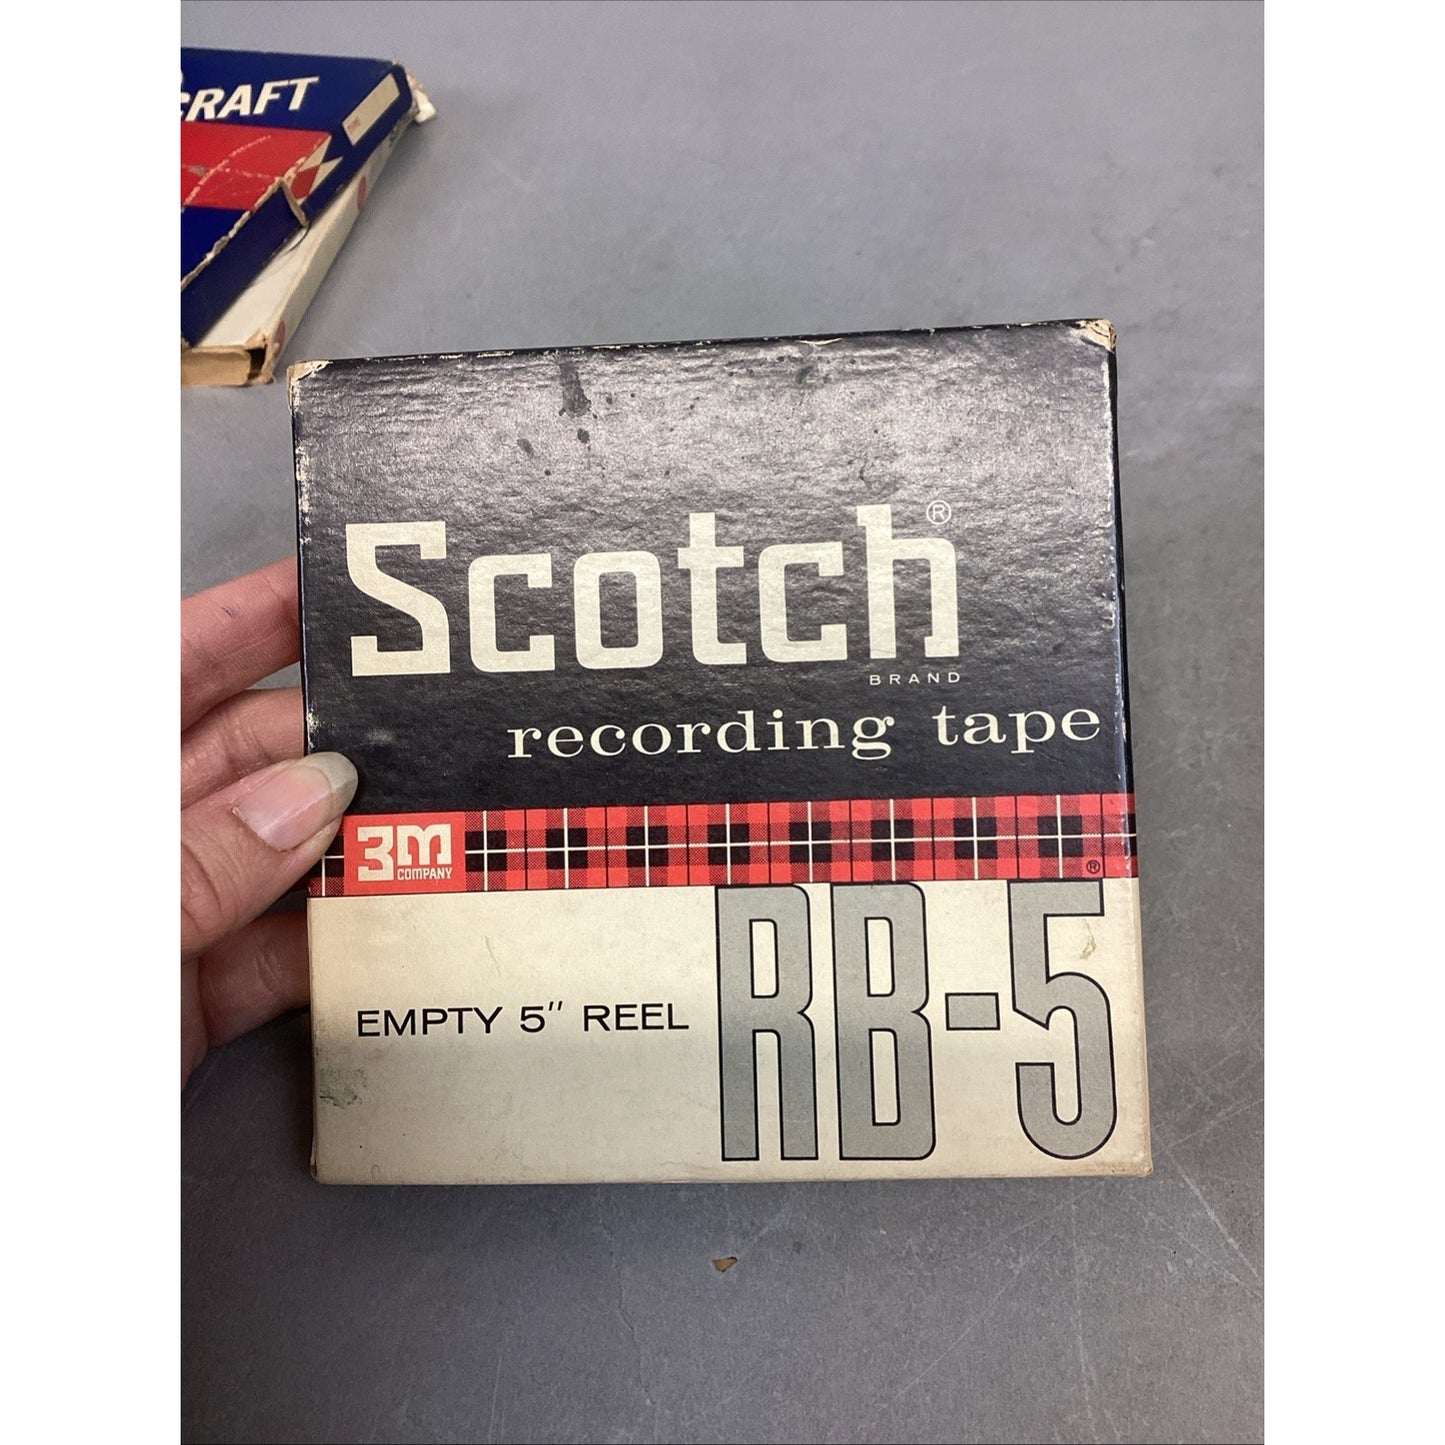 CRAFT
Scotch®
BRAND
recording tape
3M
COMPANY
®
EMPTY 5" REEL
RB-5